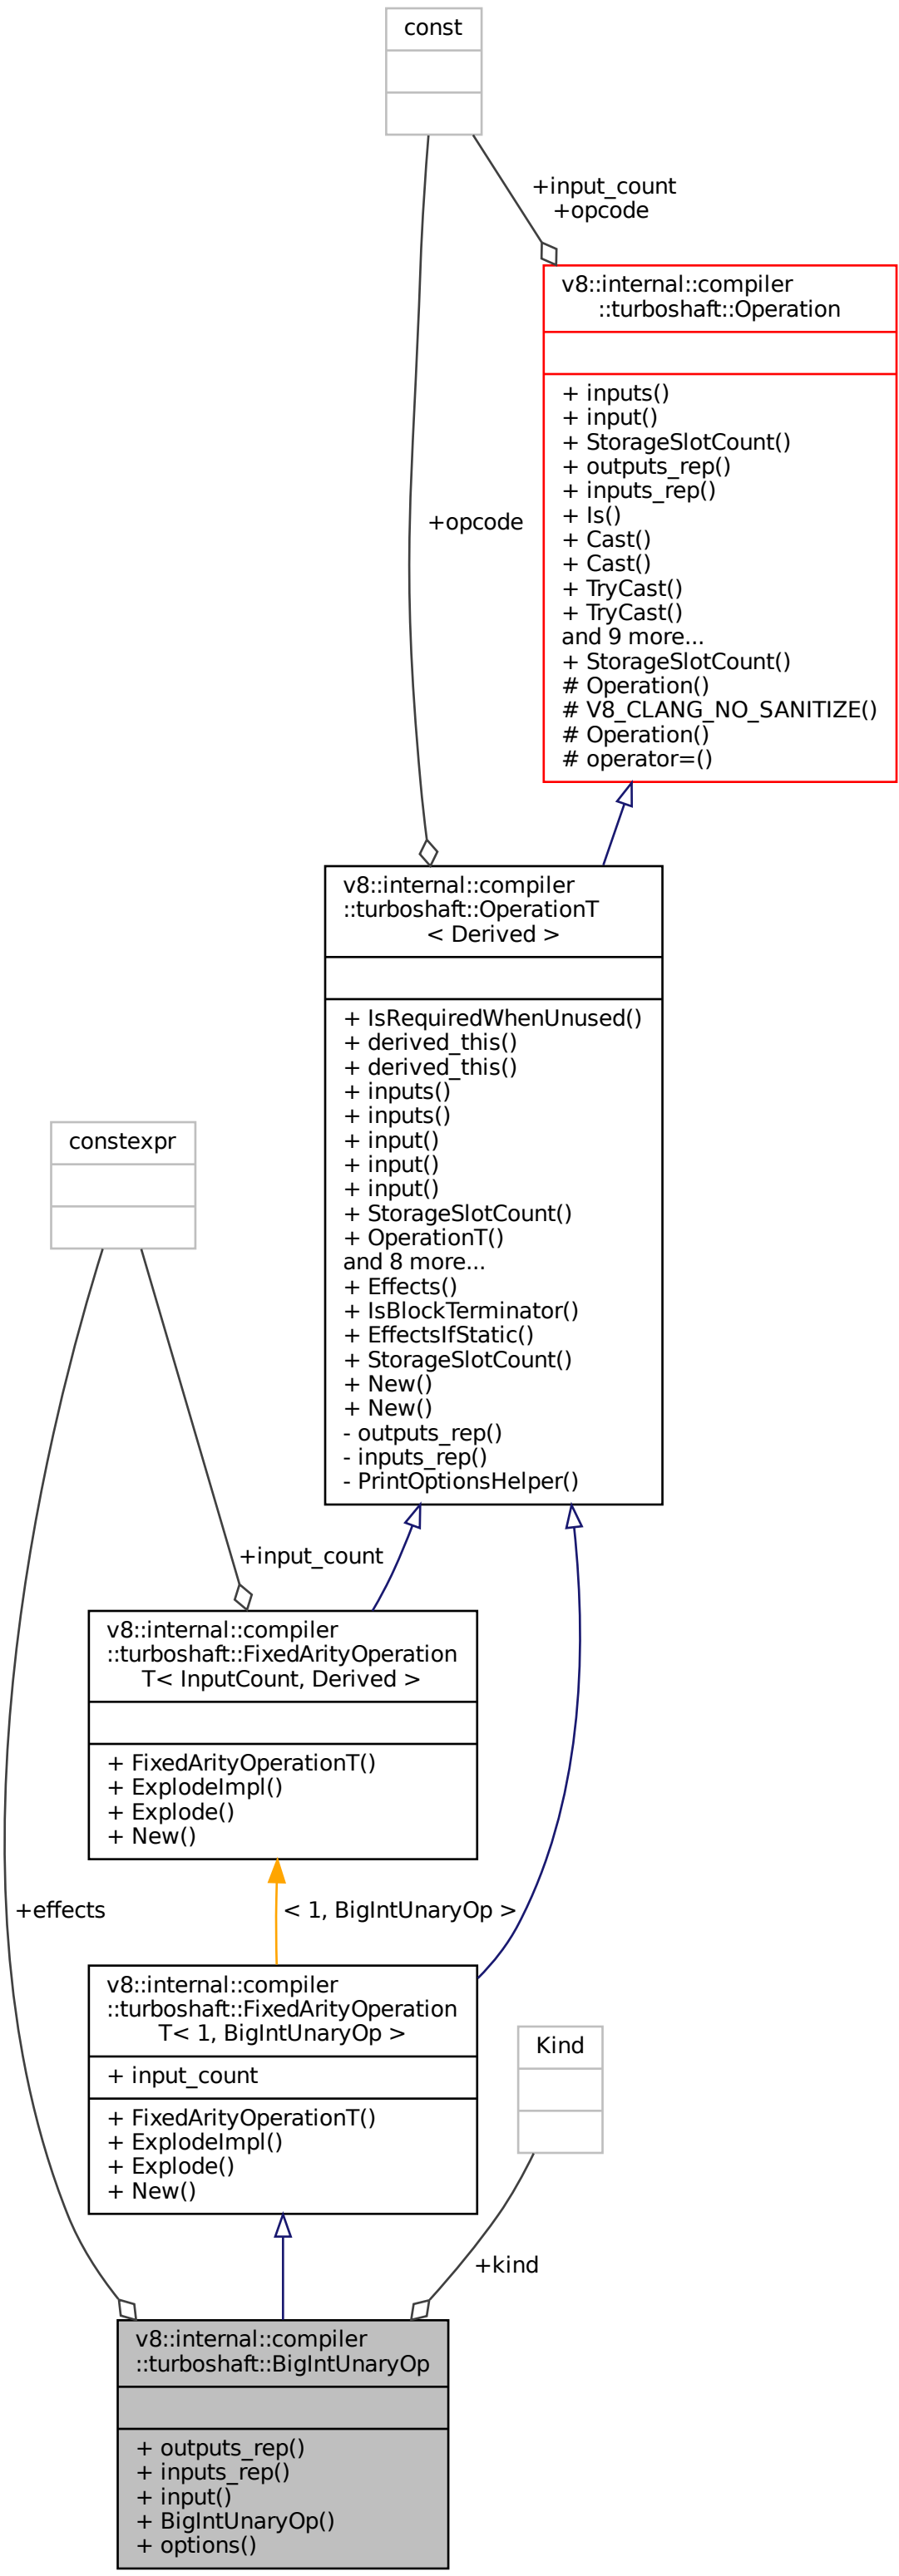 const
+input_count
+opcode
v8::internal::compiler
::turboshaft::Operation
+ inputs()
+ input()
+ StorageSlotCount()
+ outputs_rep()
+ inputs_rep()
+ Is()
+ Cast()
+ Cast()
+ TryCast()
+ TryCast()
and 9 more...
+ StorageSlotCount()
# Operation()
# V8_CLANG_NO_SANITIZE()
# Operation()
# operator=()
+opcode
v8::internal::compiler
::turboshaft::OperationT
< Derived >
+ IsRequiredWhenUnused()
+ derived_this()
+ derived_this()
+ inputs()
+ inputs()
+ input()
+ input()
+ input()
+ StorageSlotCount()
+ OperationT()
and 8 more...
+ Effects()
+ IsBlockTerminator()
+ EffectsIfStatic()
+ StorageSlotCount()
+ New()
+ New()
- outputs_rep()
- inputs_rep()
- PrintOptionsHelper()
constexpr
+input_count
v8::internal::compiler
::turboshaft::FixedArityOperation
T< InputCount, Derived >
+ FixedArityOperationT()
+ ExplodeImpl()
+ Explode()
+ New()
+effects
< 1, BigIntUnaryOp >
v8::internal::compiler
::turboshaft::FixedArityOperation
T< 1, BigIntUnaryOp >
+ input_count
+ FixedArityOperationT()
+ ExplodeImpl()
+ Explode()
+ New()
Kind
+kind
v8::internal::compiler
::turboshaft::BigIntUnaryOp
+ outputs_rep()
+ inputs_rep()
+ input()
+ BigIntUnaryOp()
+ options()